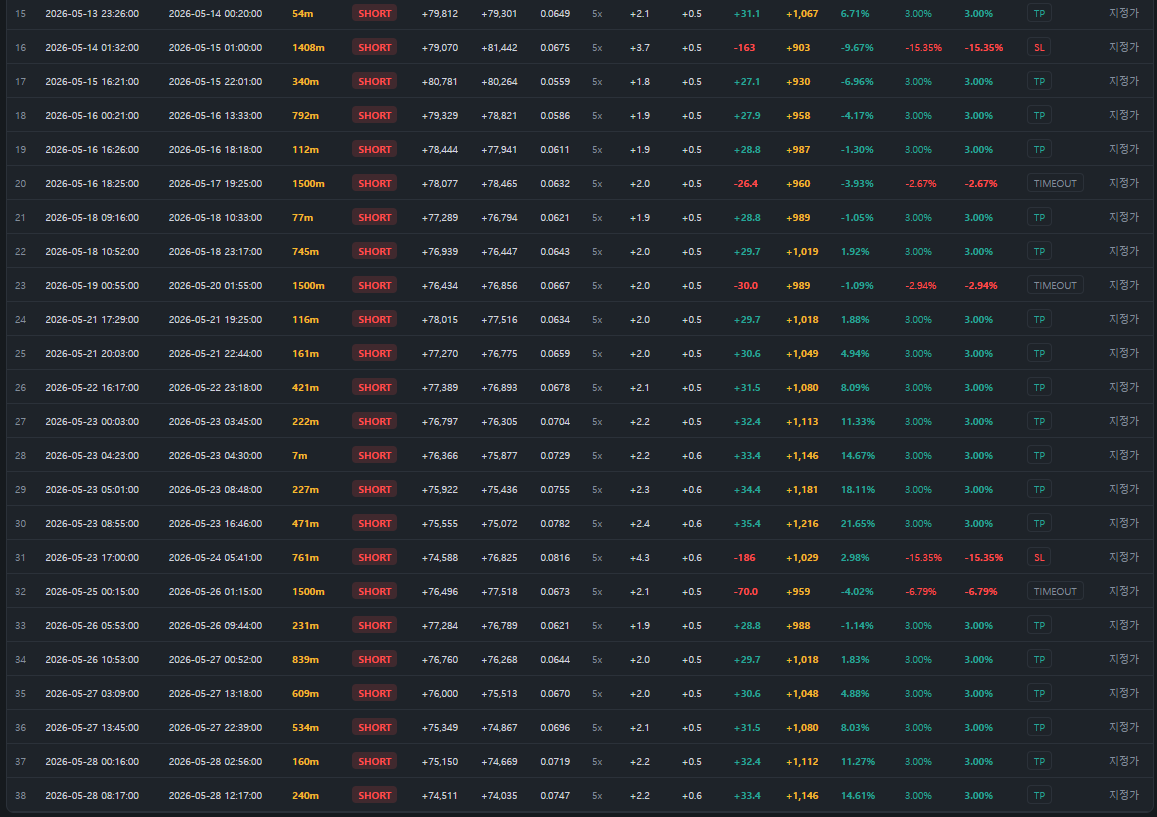 15 2026-05-13 23:26:00 2026-05-14 00:20:00 54m SHORT +79,812 +79,301 0.0649 5x +2.1 +0.5 +31.1 +1,067 6.71% 3.00% 3.00% TP 지정가
16 2026-05-14 01:32:00 2026-05-15 01:00:00 1408m SHORT +79,070 +81,442 0.0675 5x +3.7 +0.5 -163 +903 -9.67% -15.35% -15.35% SL 지정가
17 2026-05-15 16:21:00 2026-05-15 22:01:00 340m SHORT +80,781 +80,264 0.0559 5x +1.8 +0.5 +27.1 +930 -6.96% 3.00% 3.00% TP 지정가
18 2026-05-16 00:21:00 2026-05-16 13:33:00 792m SHORT +79,329 +78,821 0.0586 5x +1.9 +0.5 +27.9 +958 -4.17% 3.00% 3.00% TP 지정가
19 2026-05-16 16:26:00 2026-05-16 18:18:00 112m SHORT +78,444 +77,941 0.0611 5x +1.9 +0.5 +28.8 +987 -1.30% 3.00% 3.00% TP 지정가
20 2026-05-16 18:25:00 2026-05-17 19:25:00 1500m SHORT +78,077 +78,465 0.0632 5x +2.0 +0.5 -26.4 +960 -3.93% -2.67% -2.67% TIMEOUT 지정가
21 2026-05-18 09:16:00 2026-05-18 10:33:00 77m SHORT +77,289 +76,794 0.0621 5x +1.9 +0.5 +28.8 +989 -1.05% 3.00% 3.00% TP 지정가
22 2026-05-18 10:52:00 2026-05-18 23:17:00 745m SHORT +76,939 +76,447 0.0643 5x +2.0 +0.5 +29.7 +1,019 1.92% 3.00% 3.00% TP 지정가
23 2026-05-19 00:55:00 2026-05-20 01:55:00 1500m SHORT +76,434 +76,856 0.0667 5x +2.0 +0.5 -30.0 +989 -1.09% -2.94% -2.94% TIMEOUT 지정가
24 2026-05-21 17:29:00 2026-05-21 19:25:00 116m SHORT +78,015 +77,516 0.0634 5x +2.0 +0.5 +29.7 +1,018 1.88% 3.00% 3.00% TP 지정가
25 2026-05-21 20:03:00 2026-05-21 22:44:00 161m SHORT +77,270 +76,775 0.0659 5x +2.0 +0.5 +30.6 +1,049 4.94% 3.00% 3.00% TP 지정가
26 2026-05-22 16:17:00 2026-05-22 23:18:00 421m SHORT +77,389 +76,893 0.0678 5x +2.1 +0.5 +31.5 +1,080 8.09% 3.00% 3.00% TP 지정가
27 2026-05-23 00:03:00 2026-05-23 03:45:00 222m SHORT +76,797 +76,305 0.0704 5x +2.2 +0.5 +32.4 +1,113 11.33% 3.00% 3.00% TP 지정가
28 2026-05-23 04:23:00 2026-05-23 04:30:00 7m SHORT +76,366 +75,877 0.0729 5x +2.2 +0.6 +33.4 +1,146 14.67% 3.00% 3.00% TP 지정가
29 2026-05-23 05:01:00 2026-05-23 08:48:00 227m SHORT +75,922 +75,436 0.0755 5x +2.3 +0.6 +34.4 +1,181 18.11% 3.00% 3.00% TP 지정가
30 2026-05-23 08:55:00 2026-05-23 16:46:00 471m SHORT +75,555 +75,072 0.0782 5x +2.4 +0.6 +35.4 +1,216 21.65% 3.00% 3.00% TP 지정가
31 2026-05-23 17:00:00 2026-05-24 05:41:00 761m SHORT +74,588 +76,825 0.0816 5x +4.3 +0.6 -186 +1,029 2.98% -15.35% -15.35% SL 지정가
32 2026-05-25 00:15:00 2026-05-26 01:15:00 1500m SHORT +76,496 +77,518 0.0673 5x +2.1 +0.5 -70.0 +959 -4.02% -6.79% -6.79% TIMEOUT 지정가
33 2026-05-26 05:53:00 2026-05-26 09:44:00 231m SHORT +77,284 +76,789 0.0621 5x +1.9 +0.5 +28.8 +988 -1.14% 3.00% 3.00% TP 지정가
34 2026-05-26 10:53:00 2026-05-27 00:52:00 839m SHORT +76,760 +76,268 0.0644 5x +2.0 +0.5 +29.7 +1,018 1.83% 3.00% 3.00% TP 지정가
35 2026-05-27 03:09:00 2026-05-27 13:18:00 609m SHORT +76,000 +75,513 0.0670 5x +2.0 +0.5 +30.6 +1,048 4.88% 3.00% 3.00% TP 지정가
36 2026-05-27 13:45:00 2026-05-27 22:39:00 534m SHORT +75,349 +74,867 0.0696 5x +2.1 +0.5 +31.5 +1,080 8.03% 3.00% 3.00% TP 지정가
37 2026-05-28 00:16:00 2026-05-28 02:56:00 160m SHORT +75,150 +74,669 0.0719 5x +2.2 +0.5 +32.4 +1,112 11.27% 3.00% 3.00% TP 지정가
38 2026-05-28 08:17:00 2026-05-28 12:17:00 240m SHORT +74,511 +74,035 0.0747 5x +2.2 +0.6 +33.4 +1,146 14.61% 3.00% 3.00% TP 지정가